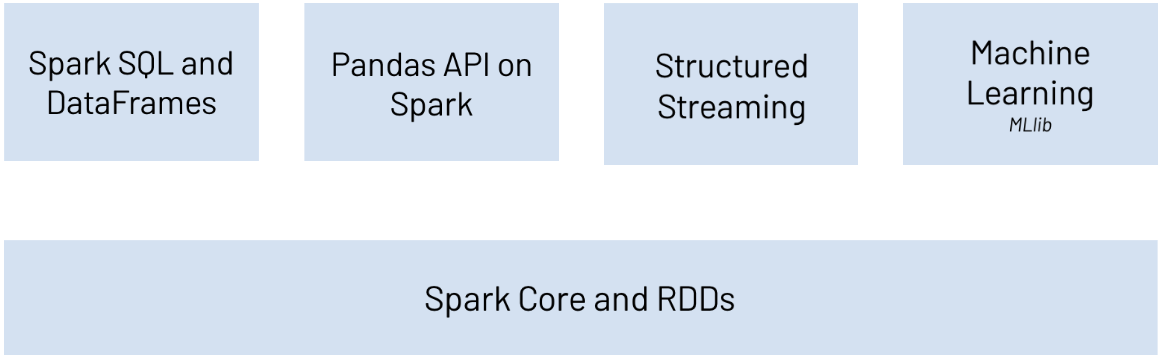 Spark SQL and
DataFrames
Pandas API on
Spark
Structured
Streaming
Machine
Learning
MLlib
Spark Core and RDDs